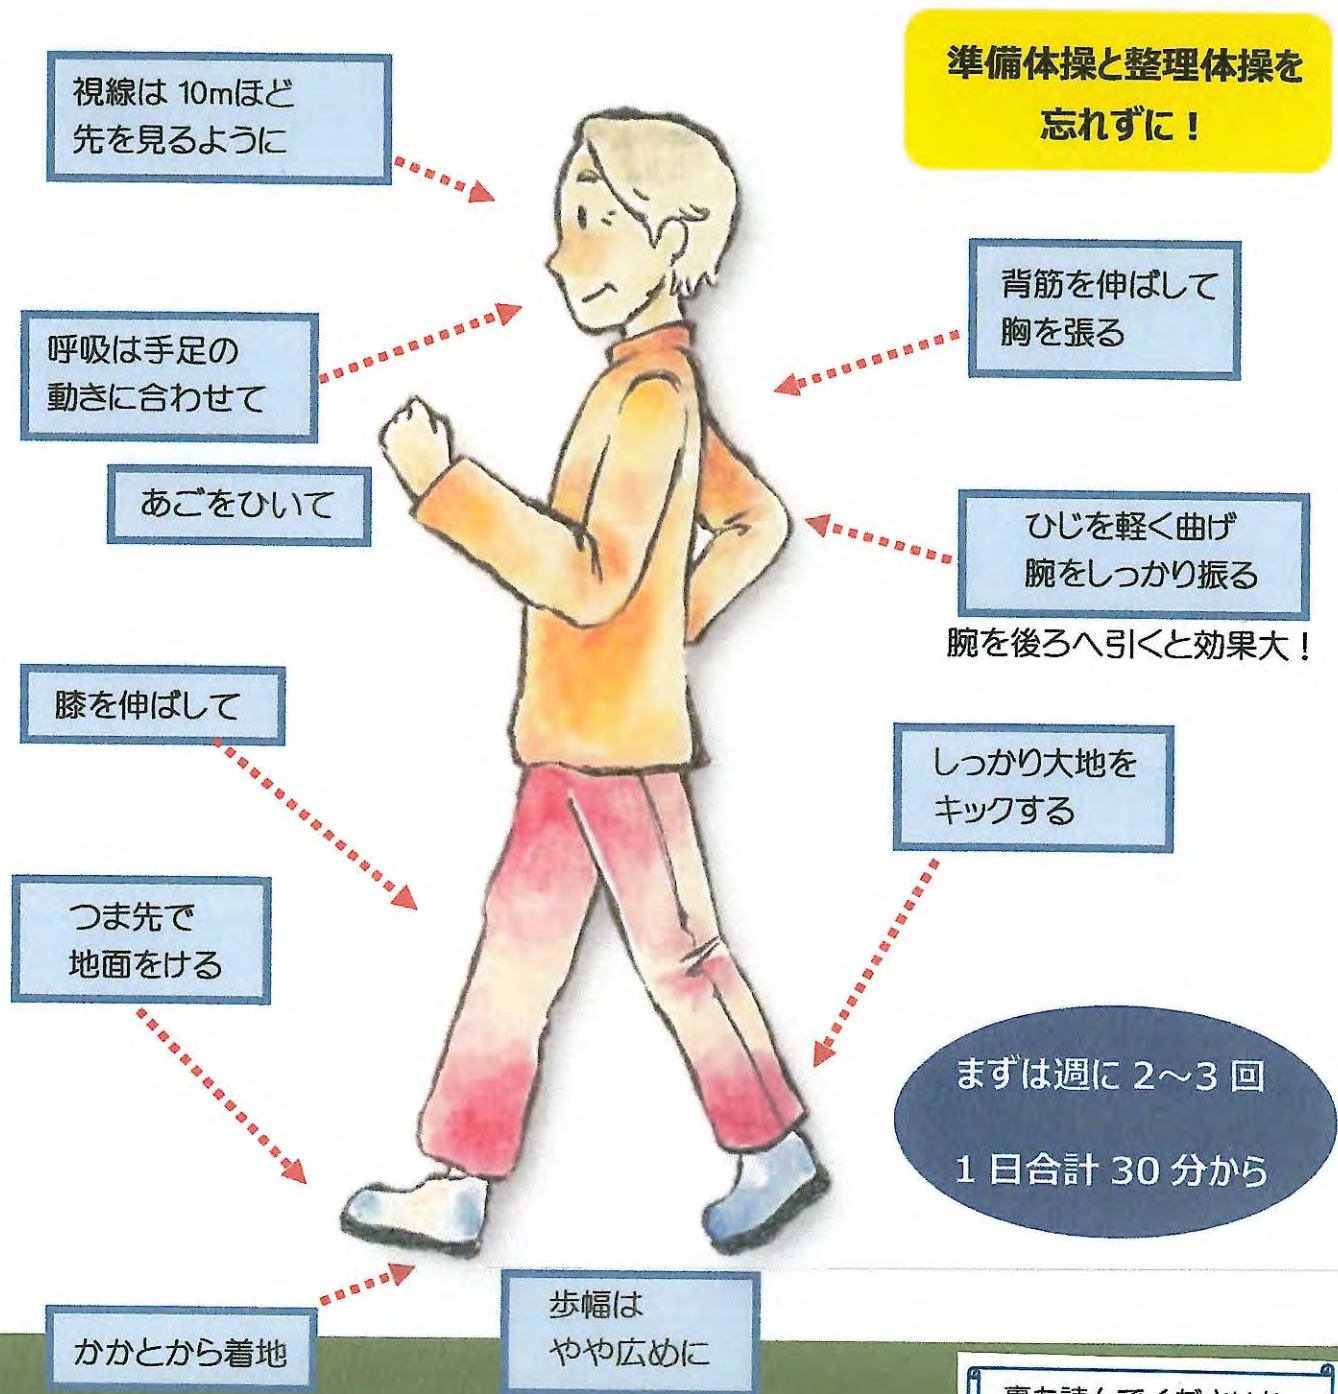 準備体操と整理体操を
忘れずに！
視線は 10mほど
先を見るように
背筋を伸ばして
胸を張る
呼吸は手足の
動きに合わせて
あごをひいて
ひじを軽く曲げ
腕をしっかり振る
腕を後ろへ引くと効果大！
膝を伸ばして
しっかり大地を
キックする
つま先で
地面をける
まずは週に 2～3 回
1 日合計 30 分から
かかとから着地
歩幅は
やや広めに